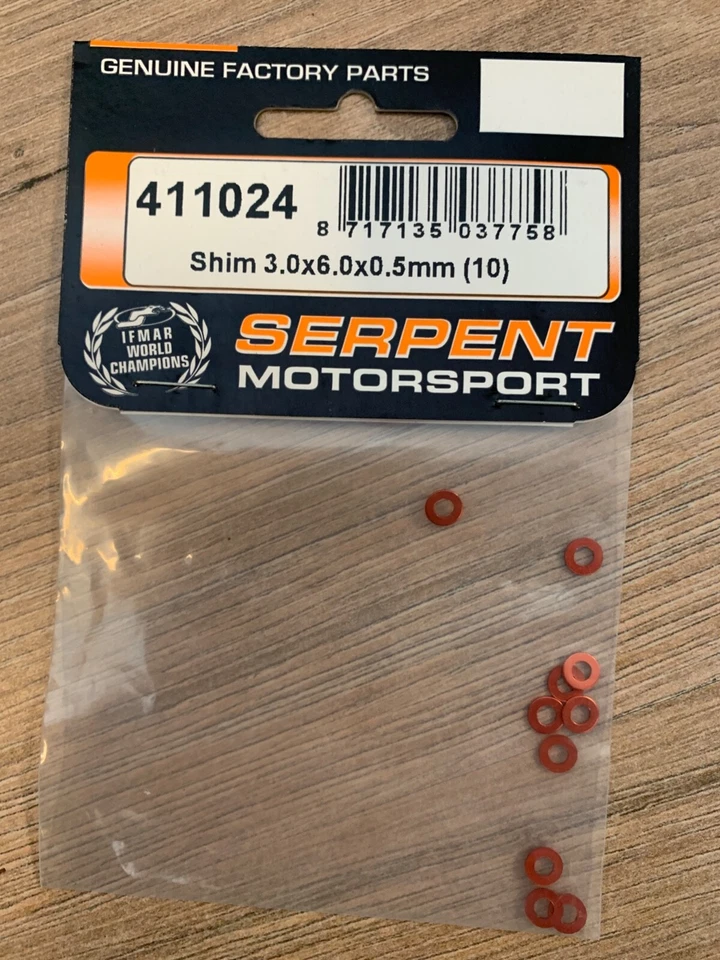 GENUINE FACTORY PARTS
411024
8 717135 037758
Shim 3.0x6.0x0.5mm (10)
IFMAR
WORLD
CHAMPIONS
SERPENT
MOTORSPORT